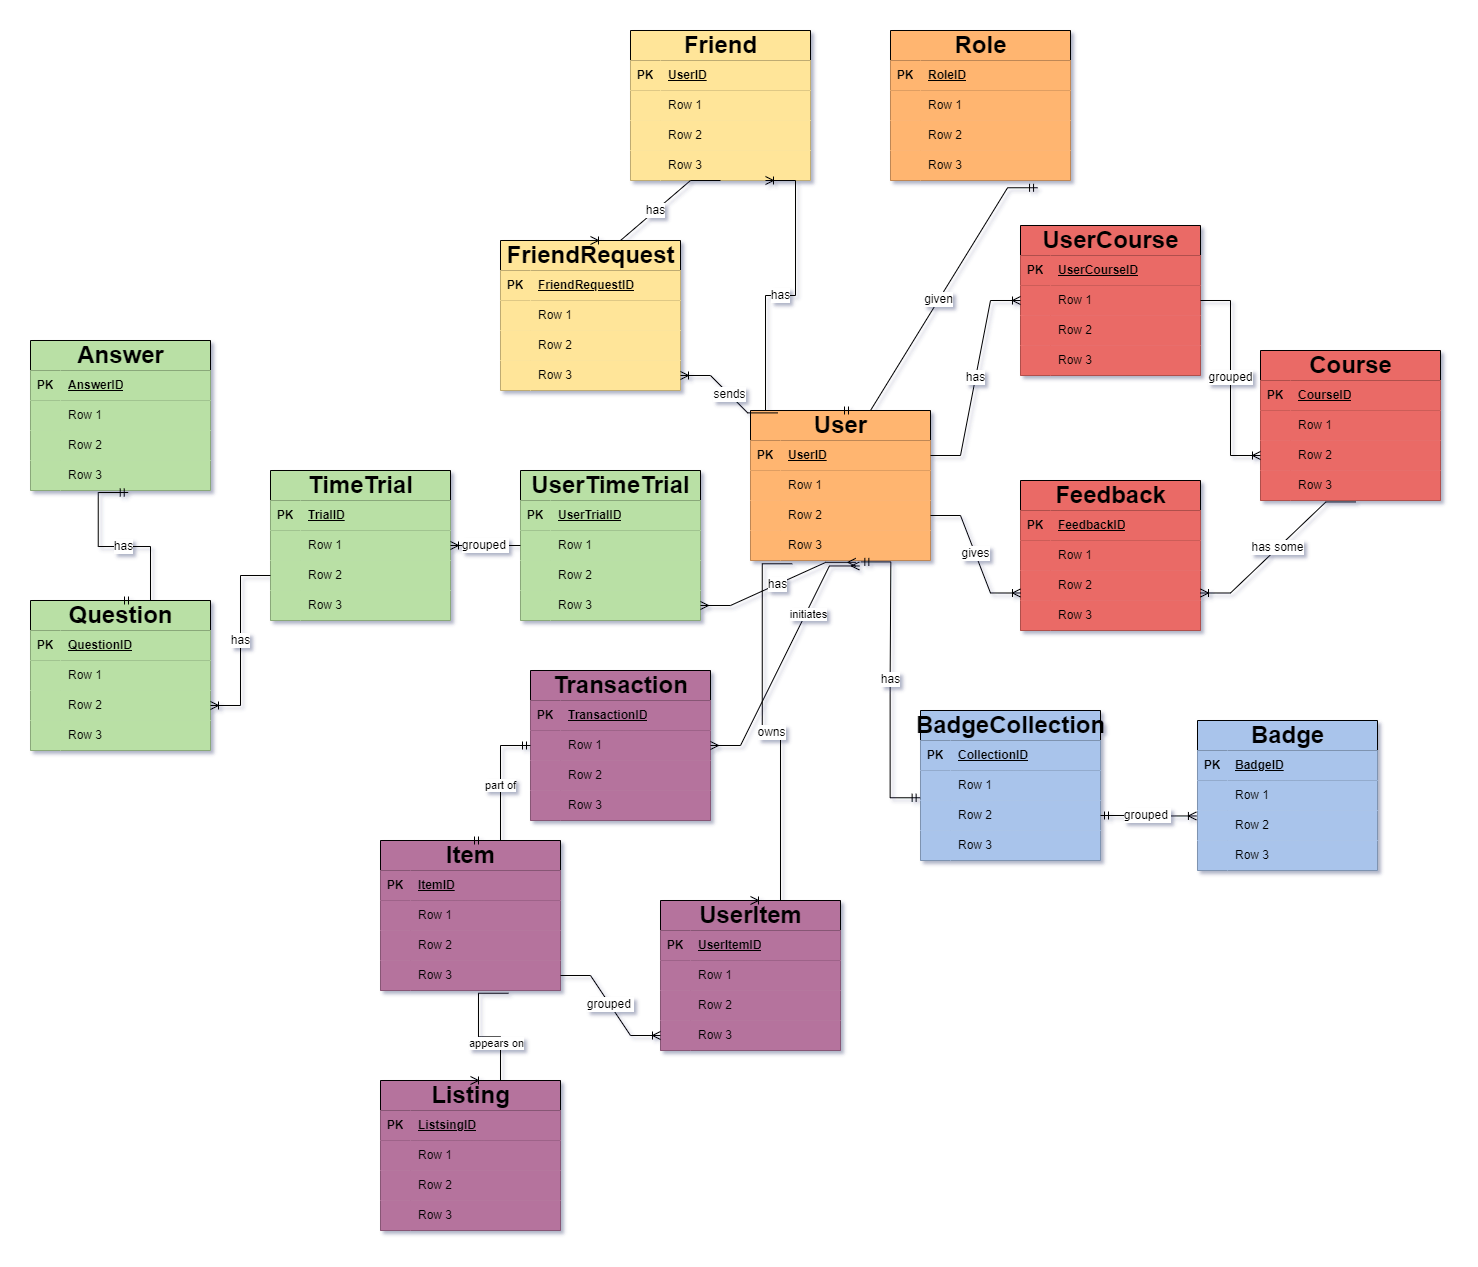 Friend
PK UserID
Row 1
Row 2
Row 3
Role
PK RoleID
Row 1
Row 2
Row 3
has
FriendRequest
PK FriendRequestID
Row 1
Row 2
Row 3
has
given
sends
UserCourse
PK UserCourseID
Row 1
Row 2
Row 3
has
grouped
Course
PK CourseID
Row 1
Row 2
Row 3
Answer
PK AnswerID
Row 1
Row 2
Row 3
has
Question
PK QuestionID
Row 1
Row 2
Row 3
has
TimeTrial
PK TrialID
Row 1
Row 2
Row 3
grouped
UserTimeTrial
PK UserTrialID
Row 1
Row 2
Row 3
has
User
PK UserID
Row 1
Row 2
Row 3
gives
Feedback
PK FeedbackID
Row 1
Row 2
Row 3
has some
initiates
Transaction
PK TransactionID
Row 1
Row 2
Row 3
owns
has
part of
BadgeCollection
PK CollectionID
Row 1
Row 2
Row 3
grouped
Badge
PK BadgeID
Row 1
Row 2
Row 3
Item
PK ItemID
Row 1
Row 2
Row 3
grouped
UserItem
PK UserItemID
Row 1
Row 2
Row 3
appears on
Listing
PK ListsingID
Row 1
Row 2
Row 3